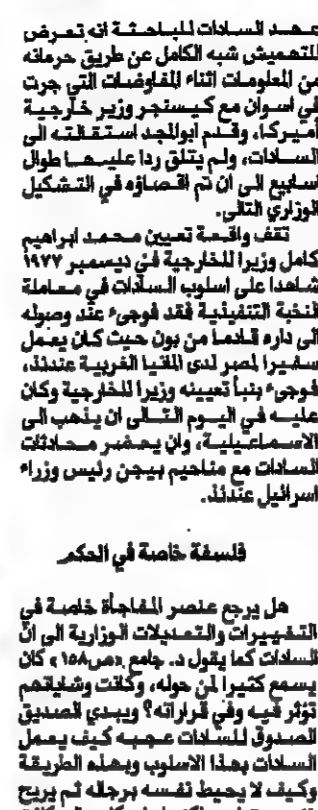 عهد السادات للباحثة انه تعرض
للتهميش شبه الكامل عن طريق حرمانه
من المعلومات اثناء المفاوضات التي جرت
في اسوان مع كيسنجر وزير خارجية
أميركا، وقدم ابوالمجد استقالته الى
السادات، ولم يتلق ردا عليها طوال
اسابيع الى ان تم اقصاؤه في التشكيل
الوزاري التالي.
تقف واقعة تعيين محمد ابراهيم
كامل وزيرا للخارجية في ديسمبر ١٩٧٧
شاهدا على اسلوب السادات في معاملة
النخبة التنفيذية فقد فوجىء عند وصوله
الى داره قادما من بون حيث كان يعمل
سفيرا لمصر لدى المانيا الغربية عندئذ،
فوجىء بنبأ تعيينه وزيرا للخارجية وكان
عليه في اليوم التالي ان يذهب الى
الاسماعيلية، وان يحضر محادثات
السادات مع مناحيم بيجن رئيس وزراء
اسرائيل عندئذ.
فلسفة خاصة في الحكم
هل يرجع عنصر المفاجأة خاصة في
التغييرات والتعديلات الوزارية الى ان
السادات كما يقول د. جامع «ص١٥٨» كان
يسمع كثيرا لمن حوله، وكانت وشاياتهم
تؤثر فيه وفي قراراته؟ ويبدي الصديق
الصدوق للسادات عجبه كيف يعمل
السادات بهذا الاسلوب وبهذه الطريقة
وكيف لا يحيط نفسه برجاله ثم يريح